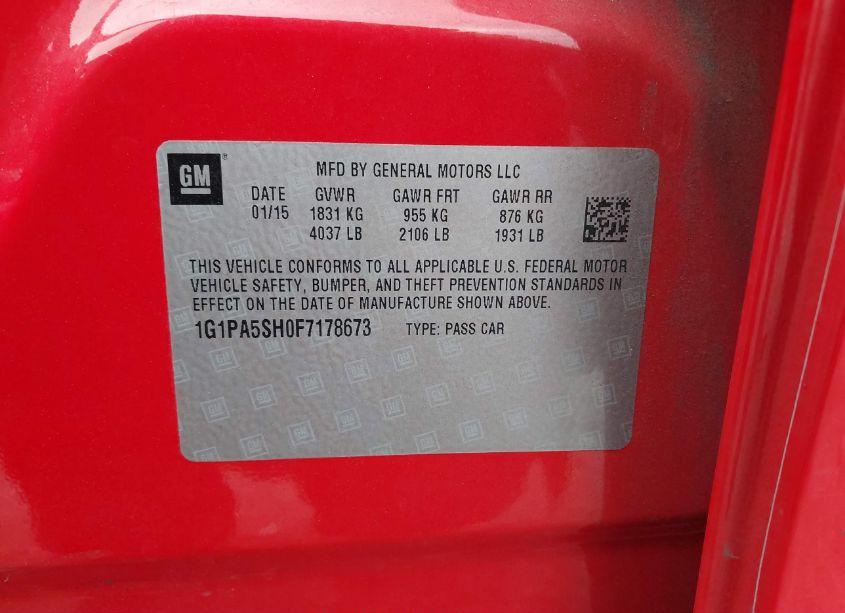 GM
MFD BY GENERAL MOTORS LLC
DATE GVWR GAWR FRT GAWR RR
01/15 1831 KG 955 KG 876 KG
4037 LB 2106 LB 1931 LB
THIS VEHICLE CONFORMS TO ALL APPLICABLE U.S. FEDERAL MOTOR
VEHICLE SAFETY, BUMPER, AND THEFT PREVENTION STANDARDS IN
EFFECT ON THE DATE OF MANUFACTURE SHOWN ABOVE.
1G1PA5SH0F7178673 TYPE: PASS CAR